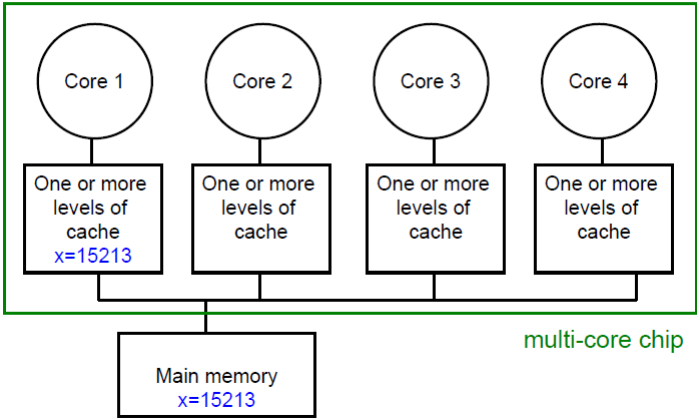 Core 1
Core 2
Core 3
Core 4
One or more
levels of
cache
x=15213
One or more
levels of
cache
One or more
levels of
cache
One or more
levels of
cache
multi-core chip
Main memory
x=15213